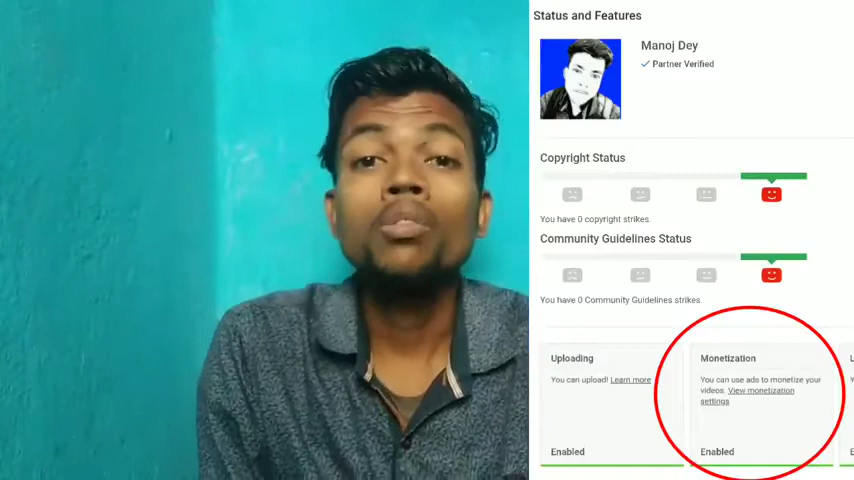 Status and Features
Manoj Dey
Partner Verified
Copyright Status
You have 0 copyright strikes.
Community Guidelines Status
You have 0 Community Guidelines strikes.
Uploading
You can upload! Learn more
Enabled
Monetization
You can use ads to monetize your
videos. View monetization
settings
Enabled